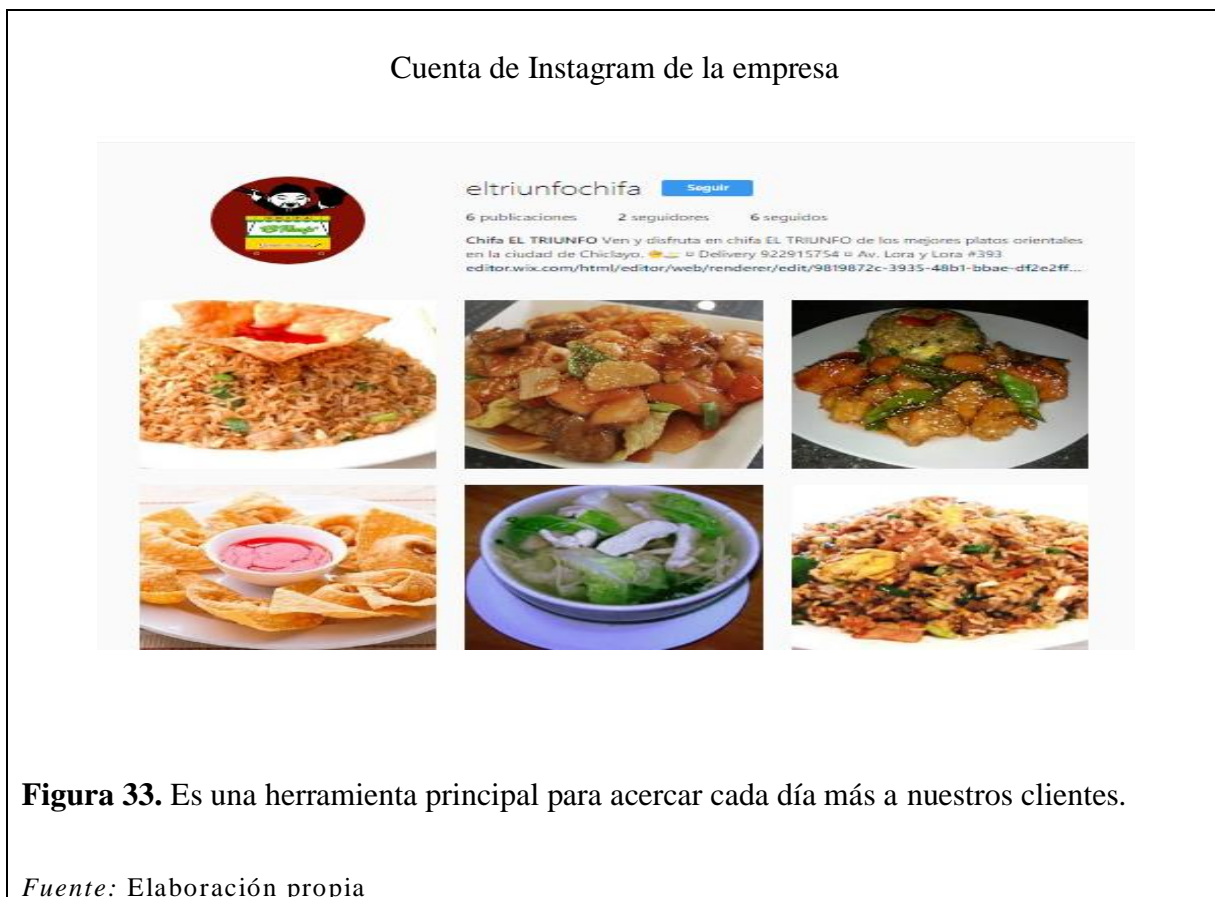 Cuenta de Instagram de la empresa
eltriunfochifa Seguir
6 publicaciones 2 seguidores 6 seguidos
Chifa EL TRIUNFO Ven y disfruta en chifa EL TRIUNFO de los mejores platos orientales
en la ciudad de Chiclayo. Delivery 922915754 ¤ Av. Lora y Lora #393
editor.wix.com/html/editor/web/renderer/edit/9819872c-3935-48b1-bbae-df2e2ff...
Figura 33. Es una herramienta principal para acercar cada día más a nuestros clientes.
Fuente: Elaboración propia